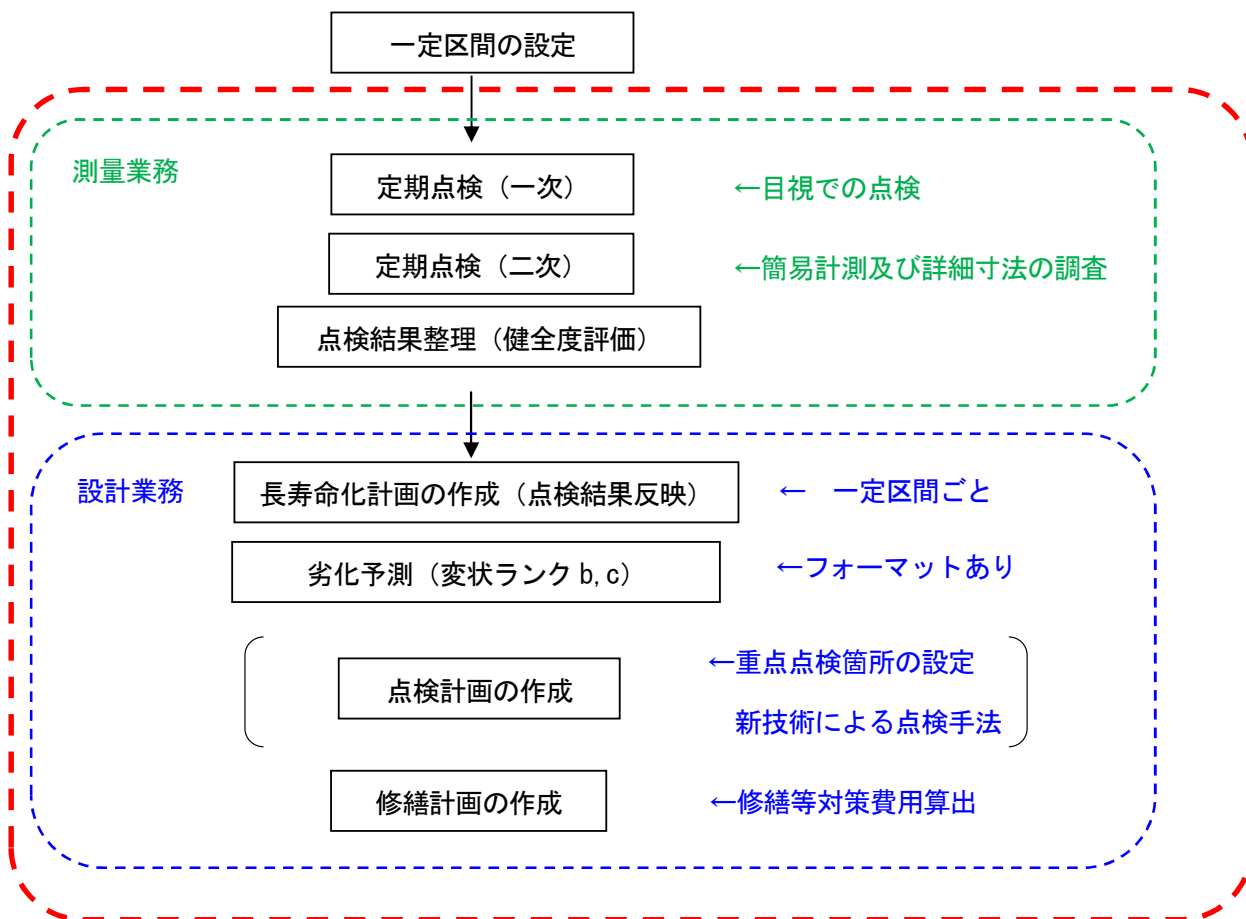 一定区間の設定
測量業務
定期点検（一次）
←目視での点検
定期点検（二次）
←簡易計測及び詳細寸法の調査
点検結果整理（健全度評価）
設計業務
長寿命化計画の作成（点検結果反映）
←　一定区間ごと
劣化予測（変状ランク b, c）
←フォーマットあり
点検計画の作成
←重点点検箇所の設定
新技術による点検手法
修繕計画の作成
←修繕等対策費用算出